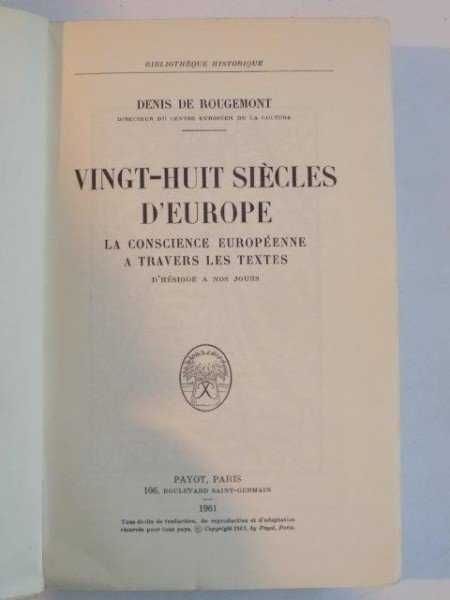 BIBLIOTHÈQUE HISTORIQUE
DENIS DE ROUGEMONT
DIRECTEUR DU CENTRE EUROPÉEN DE LA CULTURE
VINGT-HUIT SIÈCLES
D'EUROPE
LA CONSCIENCE EUROPÉENNE
A TRAVERS LES TEXTES
D'HÉSIODE A NOS JOURS
PAYOT, PARIS
106, BOULEVARD SAINT-GERMAIN
1961
Tous droits de traduction, de reproduction et d'adaptation
réservés pour tous pays. © Copyright 1961, by Payot, Paris.